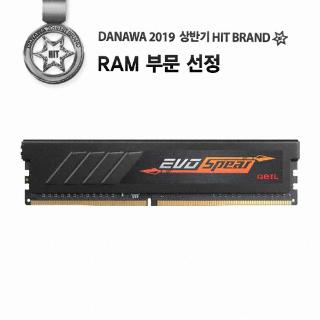 HIT
DANAWA 2019 상반기 HIT BRAND
RAM 부문 선정
EVO Spear
GeIL